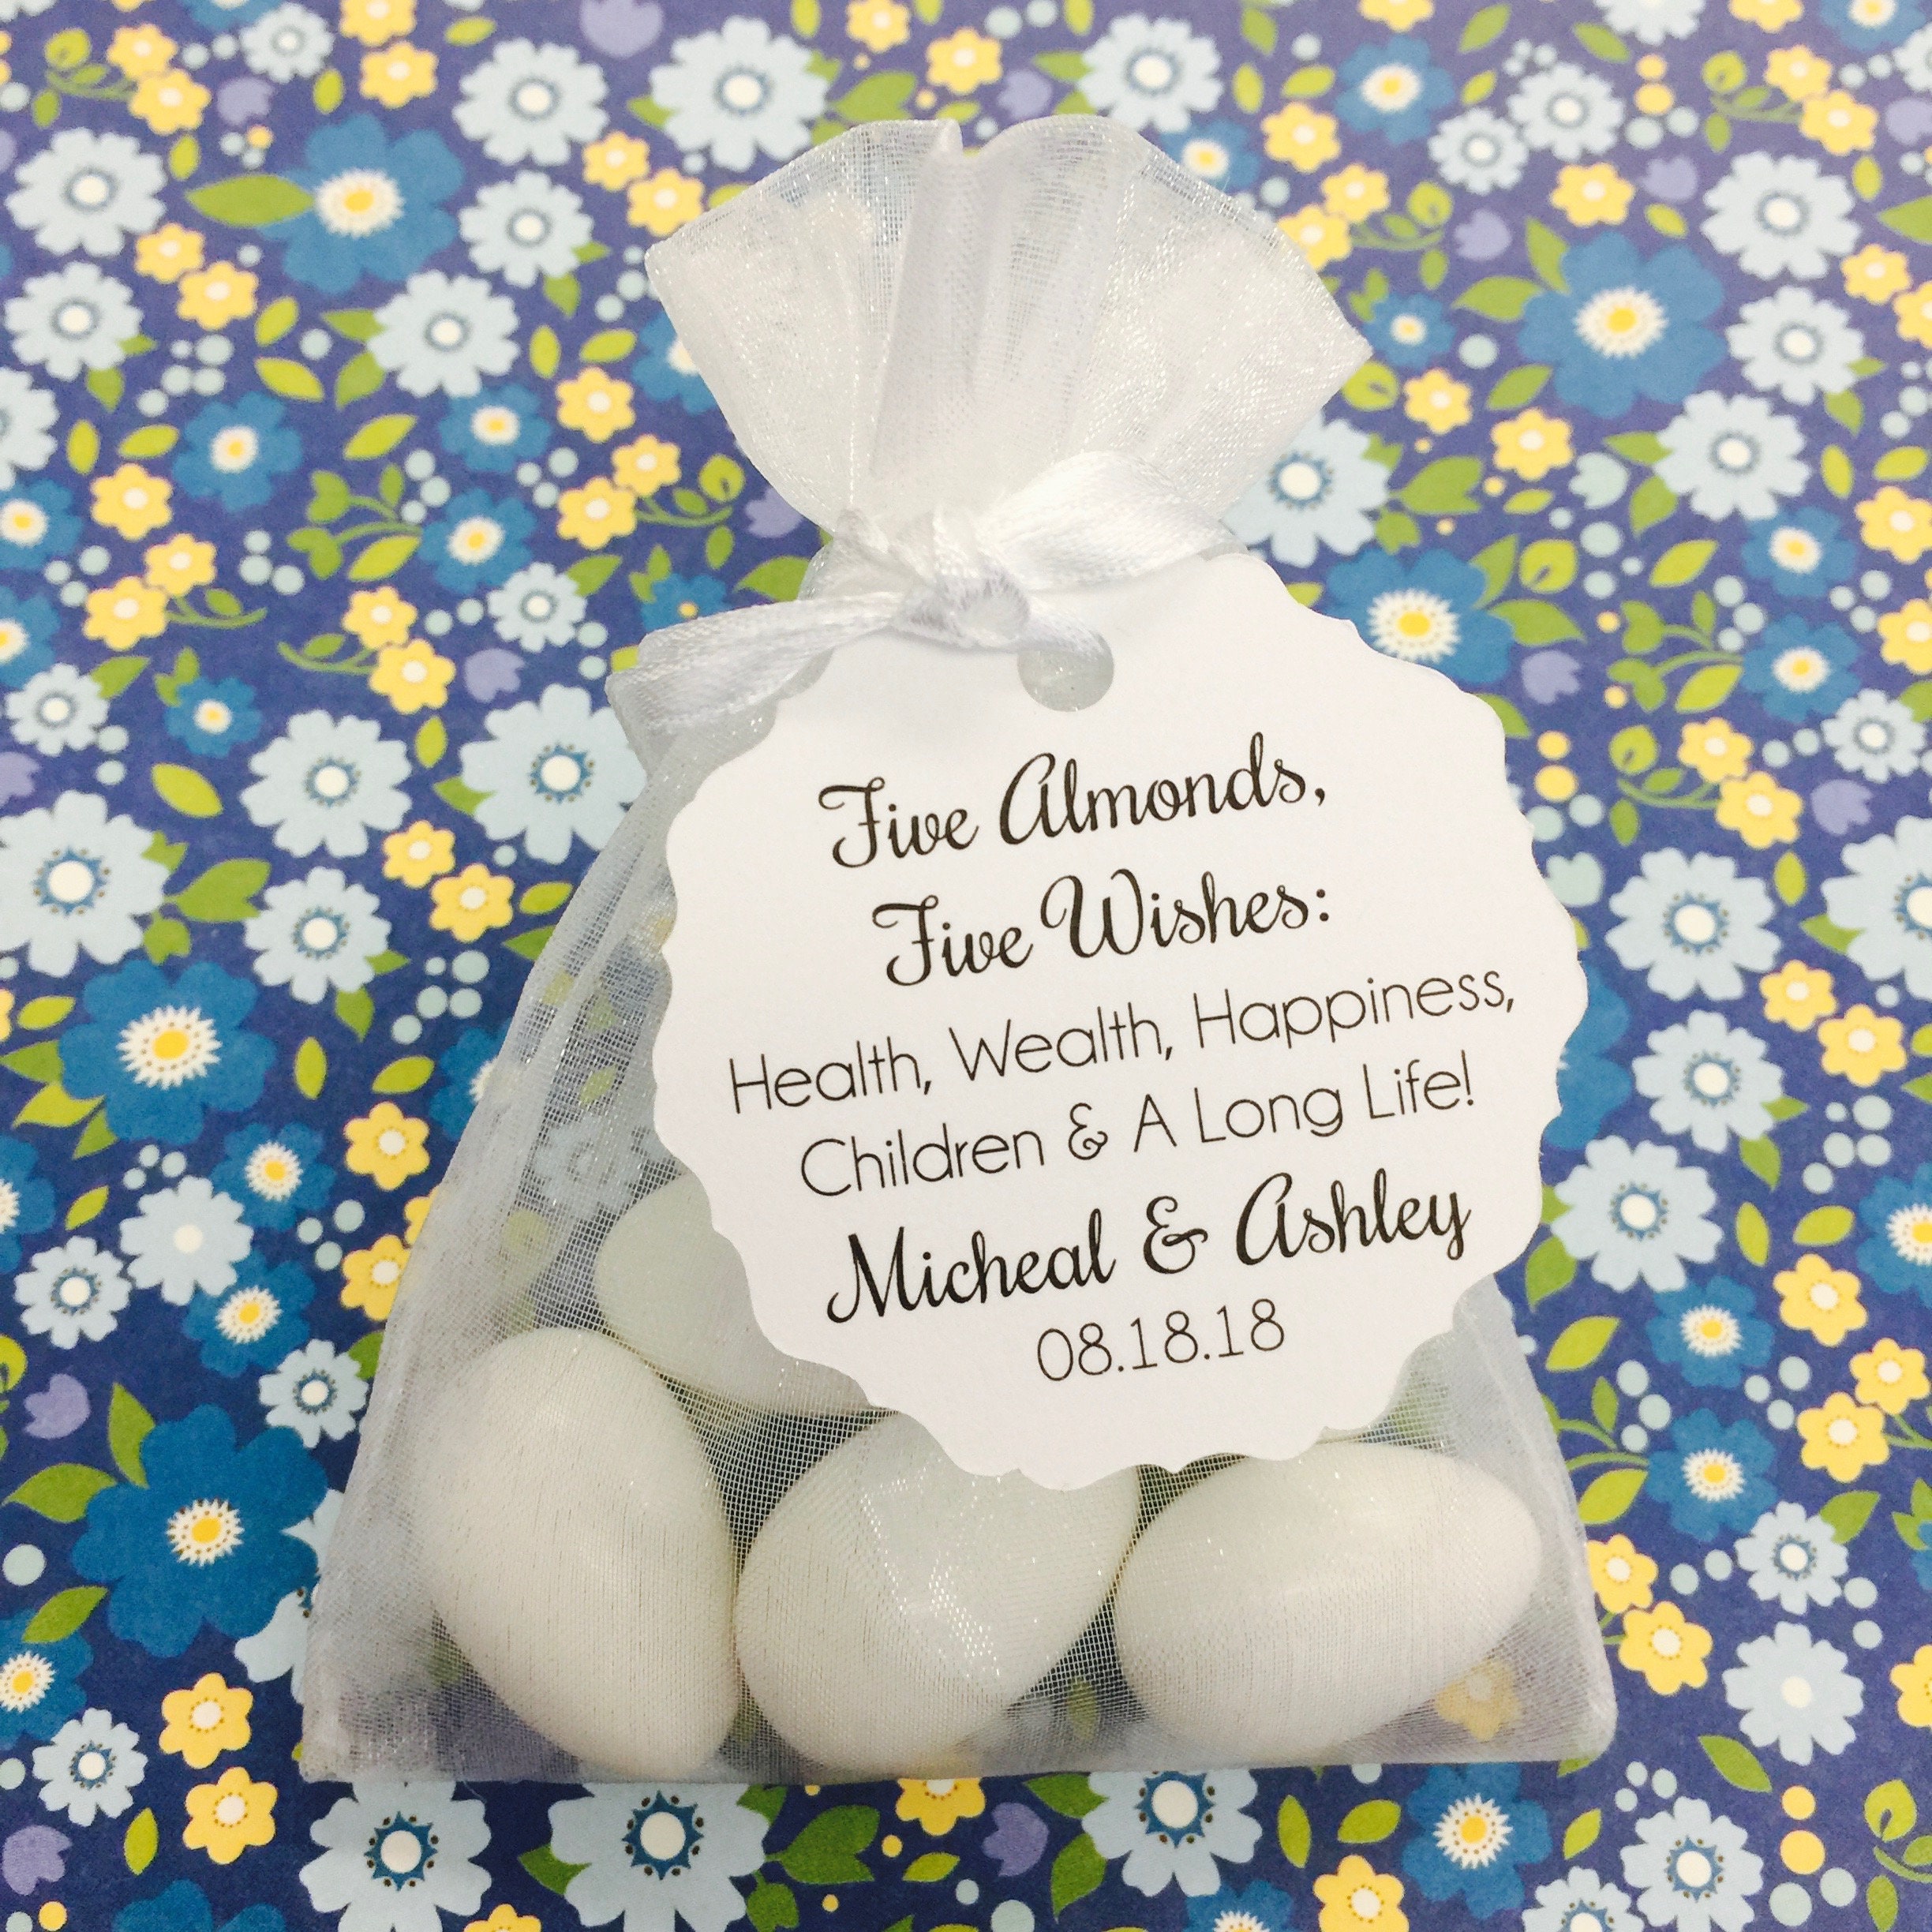 Five Almonds,
Five Wishes:
Health, Wealth, Happiness,
Children & A Long Life!
Micheal & Ashley
08.18.18